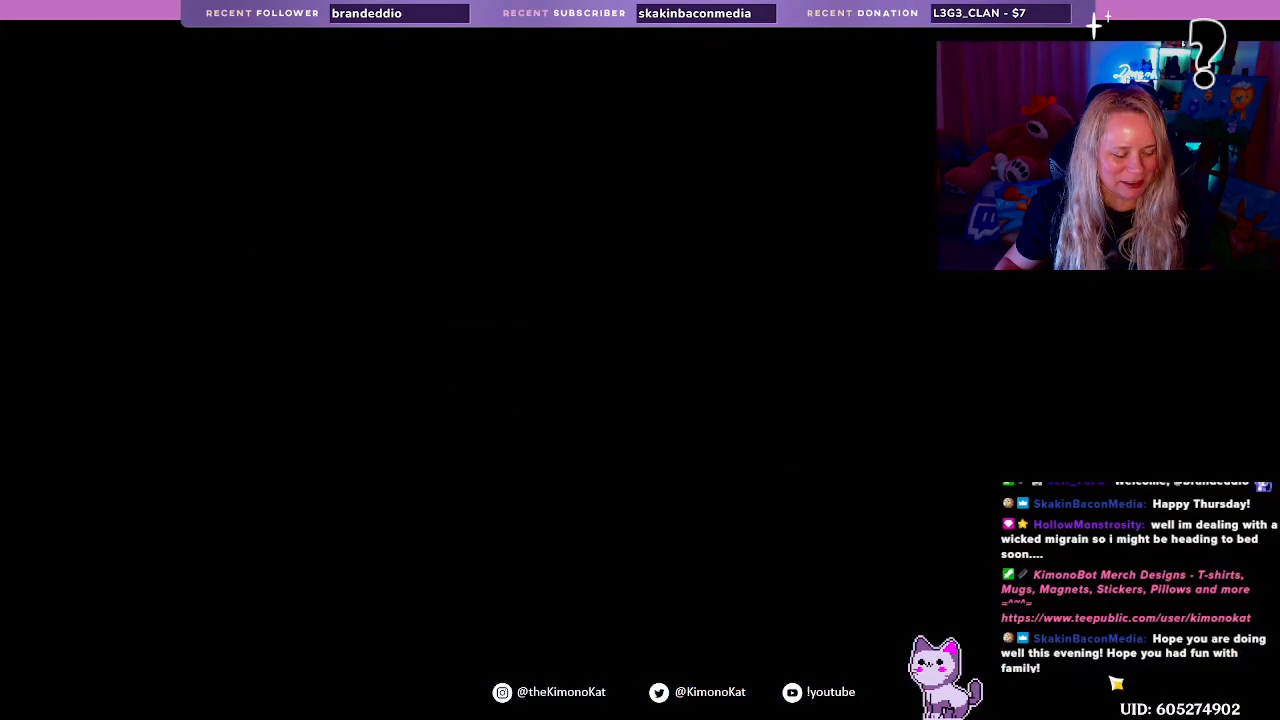 RECENT FOLLOWER brandeddio RECENT SUBSCRIBER skakinbaconmedia RECENT DONATION L3G3_CLAN - $7
?
Welcome, @brandeddio
SkakinBaconMedia: Happy Thursday!
HollowMonstrosity: well im dealing with a
wicked migrain so i might be heading to bed
soon....
KimonoBot Merch Designs - T-shirts,
Mugs, Magnets, Stickers, Pillows and more
=^~^=
https://www.teepublic.com/user/kimonokat
SkakinBaconMedia: Hope you are doing
well this evening! Hope you had fun with
family!
@theKimonoKat @KimonoKat !youtube
UID: 605274902